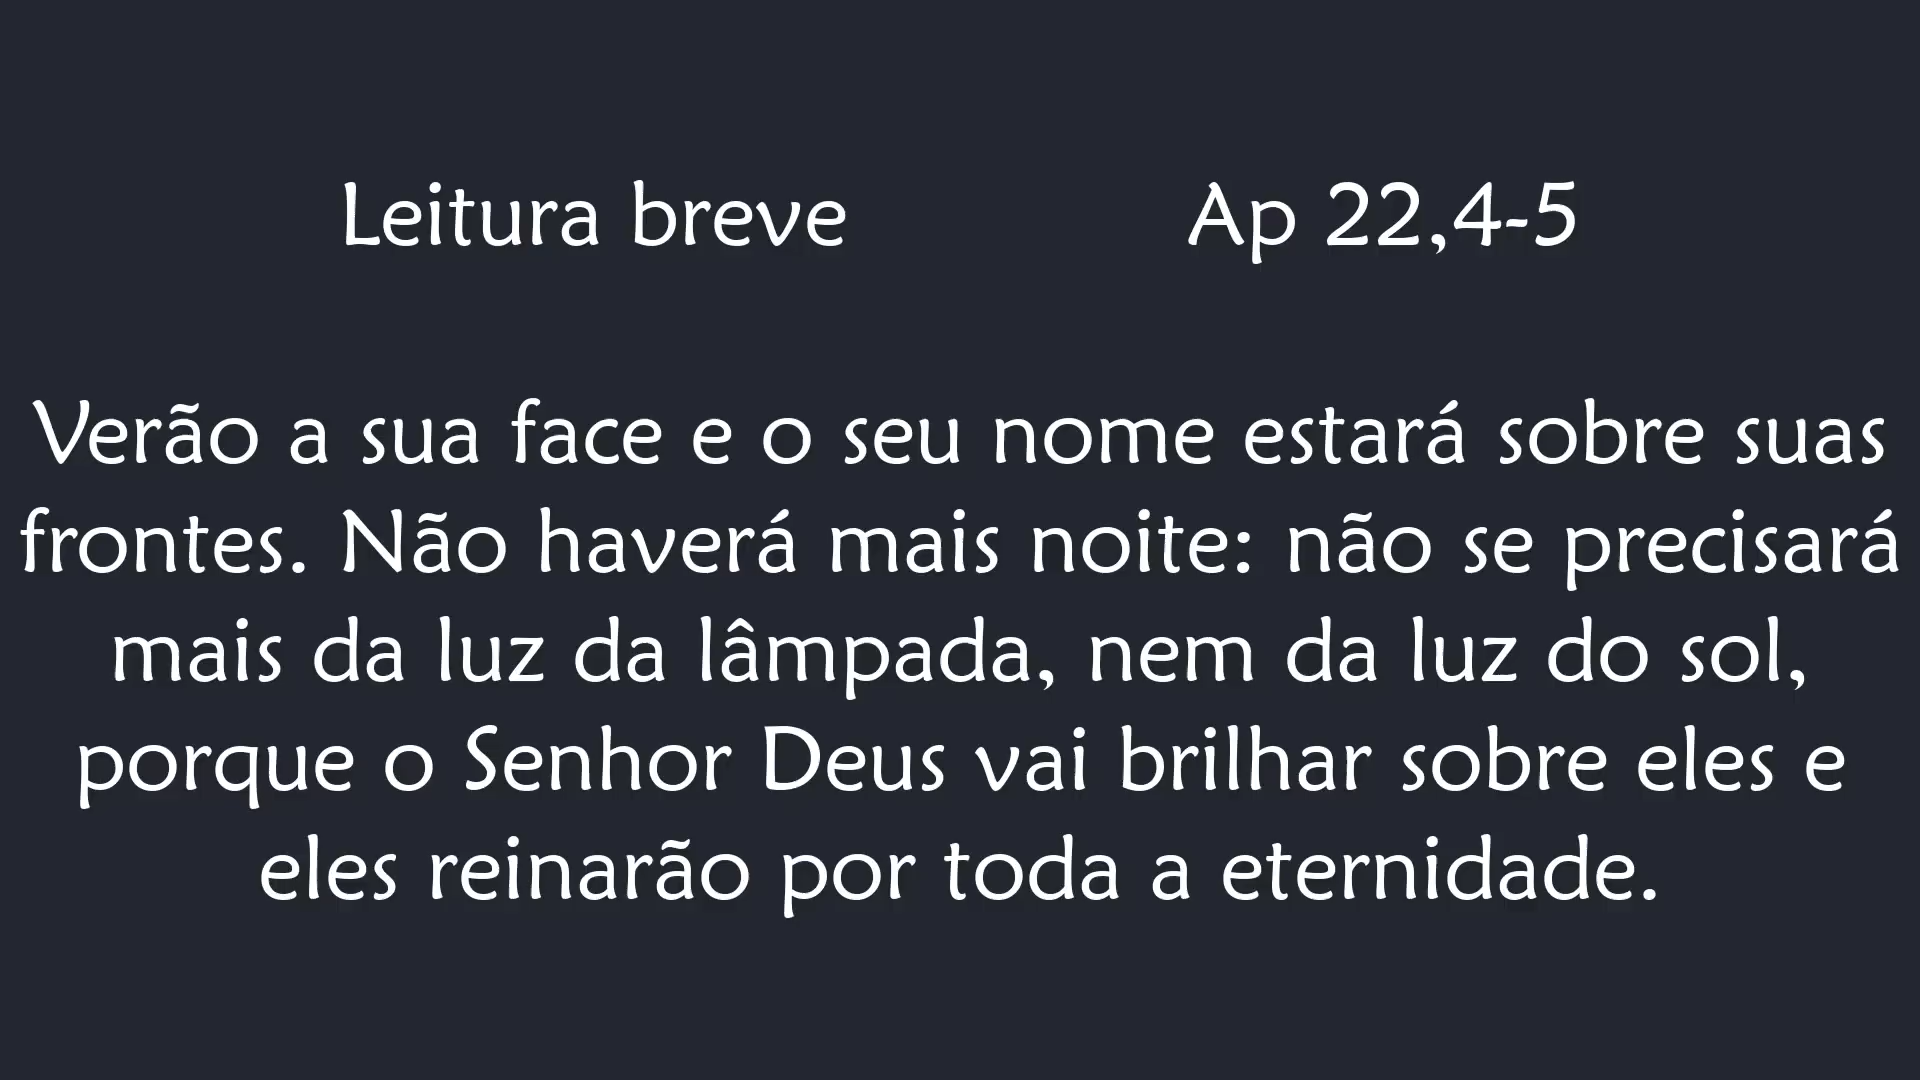 Leitura breve Ap 22,4-5
Verão a sua face e o seu nome estará sobre suas
frontes. Não haverá mais noite: não se precisará
mais da luz da lâmpada, nem da luz do sol,
porque o Senhor Deus vai brilhar sobre eles e
eles reinarão por toda a eternidade.